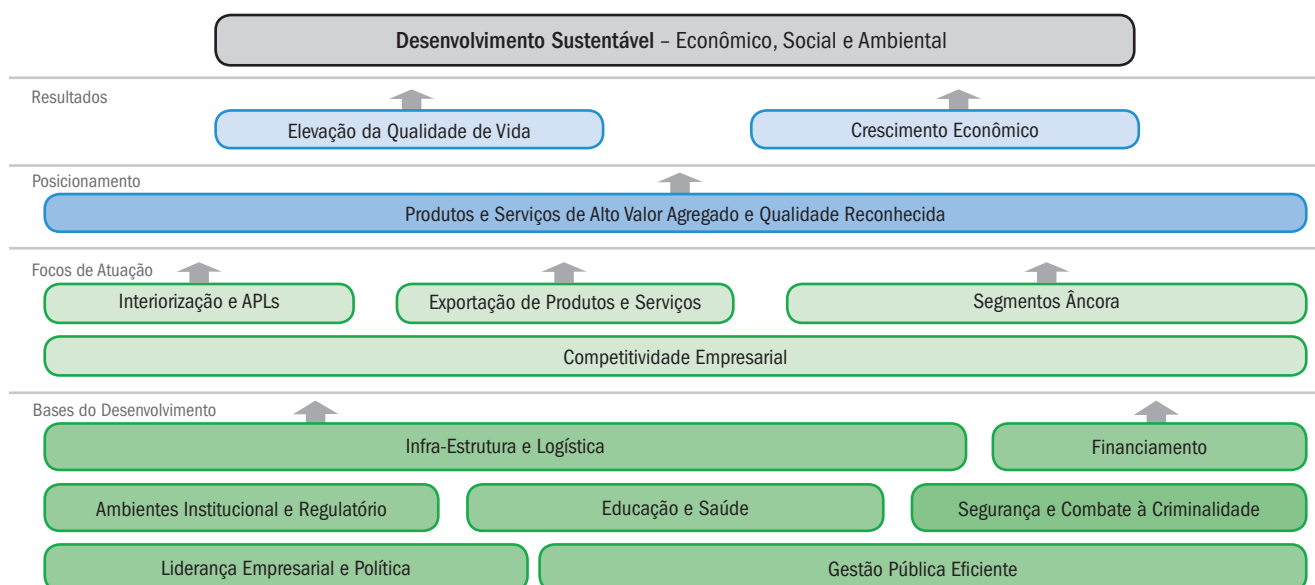 Desenvolvimento Sustentável – Econômico, Social e Ambiental
Resultados
Elevação da Qualidade de Vida
Crescimento Econômico
Posicionamento
Produtos e Serviços de Alto Valor Agregado e Qualidade Reconhecida
Focos de Atuação
Interiorização e APLs
Exportação de Produtos e Serviços
Segmentos Âncora
Competitividade Empresarial
Bases do Desenvolvimento
Infra-Estrutura e Logística
Financiamento
Ambientes Institucional e Regulatório
Educação e Saúde
Segurança e Combate à Criminalidade
Liderança Empresarial e Política
Gestão Pública Eficiente